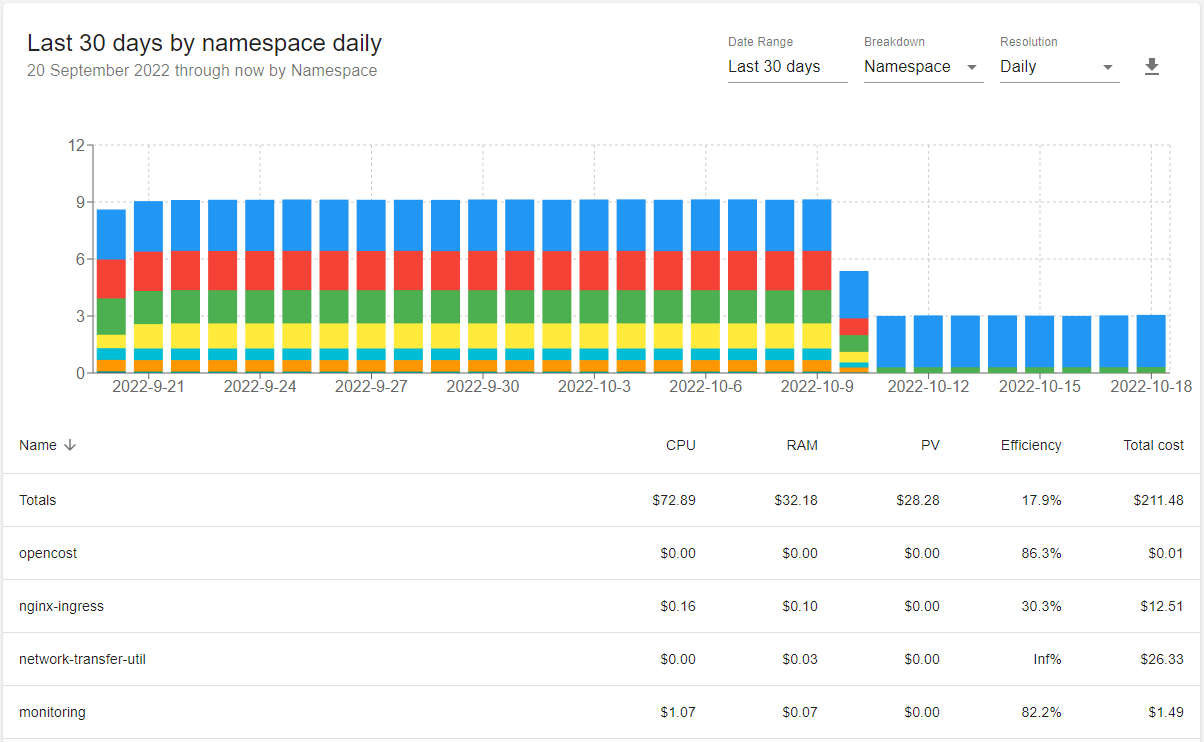 Last 30 days by namespace daily
20 September 2022 through now by Namespace
Date Range Breakdown Resolution
Last 30 days Namespace Daily
12
9
6
3
0
2022-9-21 2022-9-24 2022-9-27 2022-9-30 2022-10-3 2022-10-6 2022-10-9 2022-10-12 2022-10-15 2022-10-18
Name CPU RAM PV Efficiency Total cost
Totals $72.89 $32.18 $28.28 17.9% $211.48
opencost $0.00 $0.00 $0.00 86.3% $0.01
nginx-ingress $0.16 $0.10 $0.00 30.3% $12.51
network-transfer-util $0.00 $0.03 $0.00 Inf% $26.33
monitoring $1.07 $0.07 $0.00 82.2% $1.49